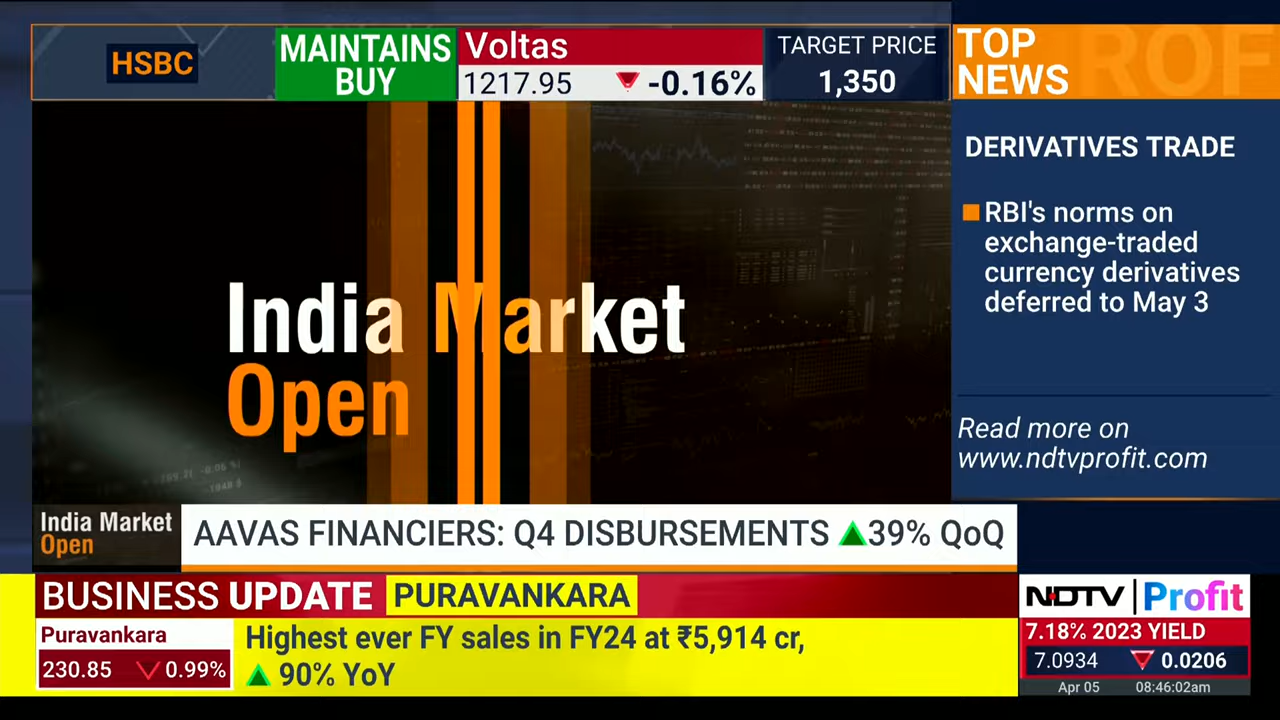 HSBC
MAINTAINS
BUY
Voltas
1217.95 ▼ -0.16%
TARGET PRICE
1,350
TOP
NEWS
DERIVATIVES TRADE
RBI's norms on
exchange-traded
currency derivatives
deferred to May 3
Read more on
www.ndtvprofit.com
India Market
Open
India Market
Open
AAVAS FINANCIERS: Q4 DISBURSEMENTS ▲39% QoQ
BUSINESS UPDATE PURAVANKARA
Puravankara
230.85 ▼ 0.99%
Highest ever FY sales in FY24 at ₹5,914 cr,
▲ 90% YoY
NDTV Profit
7.18% 2023 YIELD
7.0934 ▼ 0.0206
Apr 05 08:46:02am